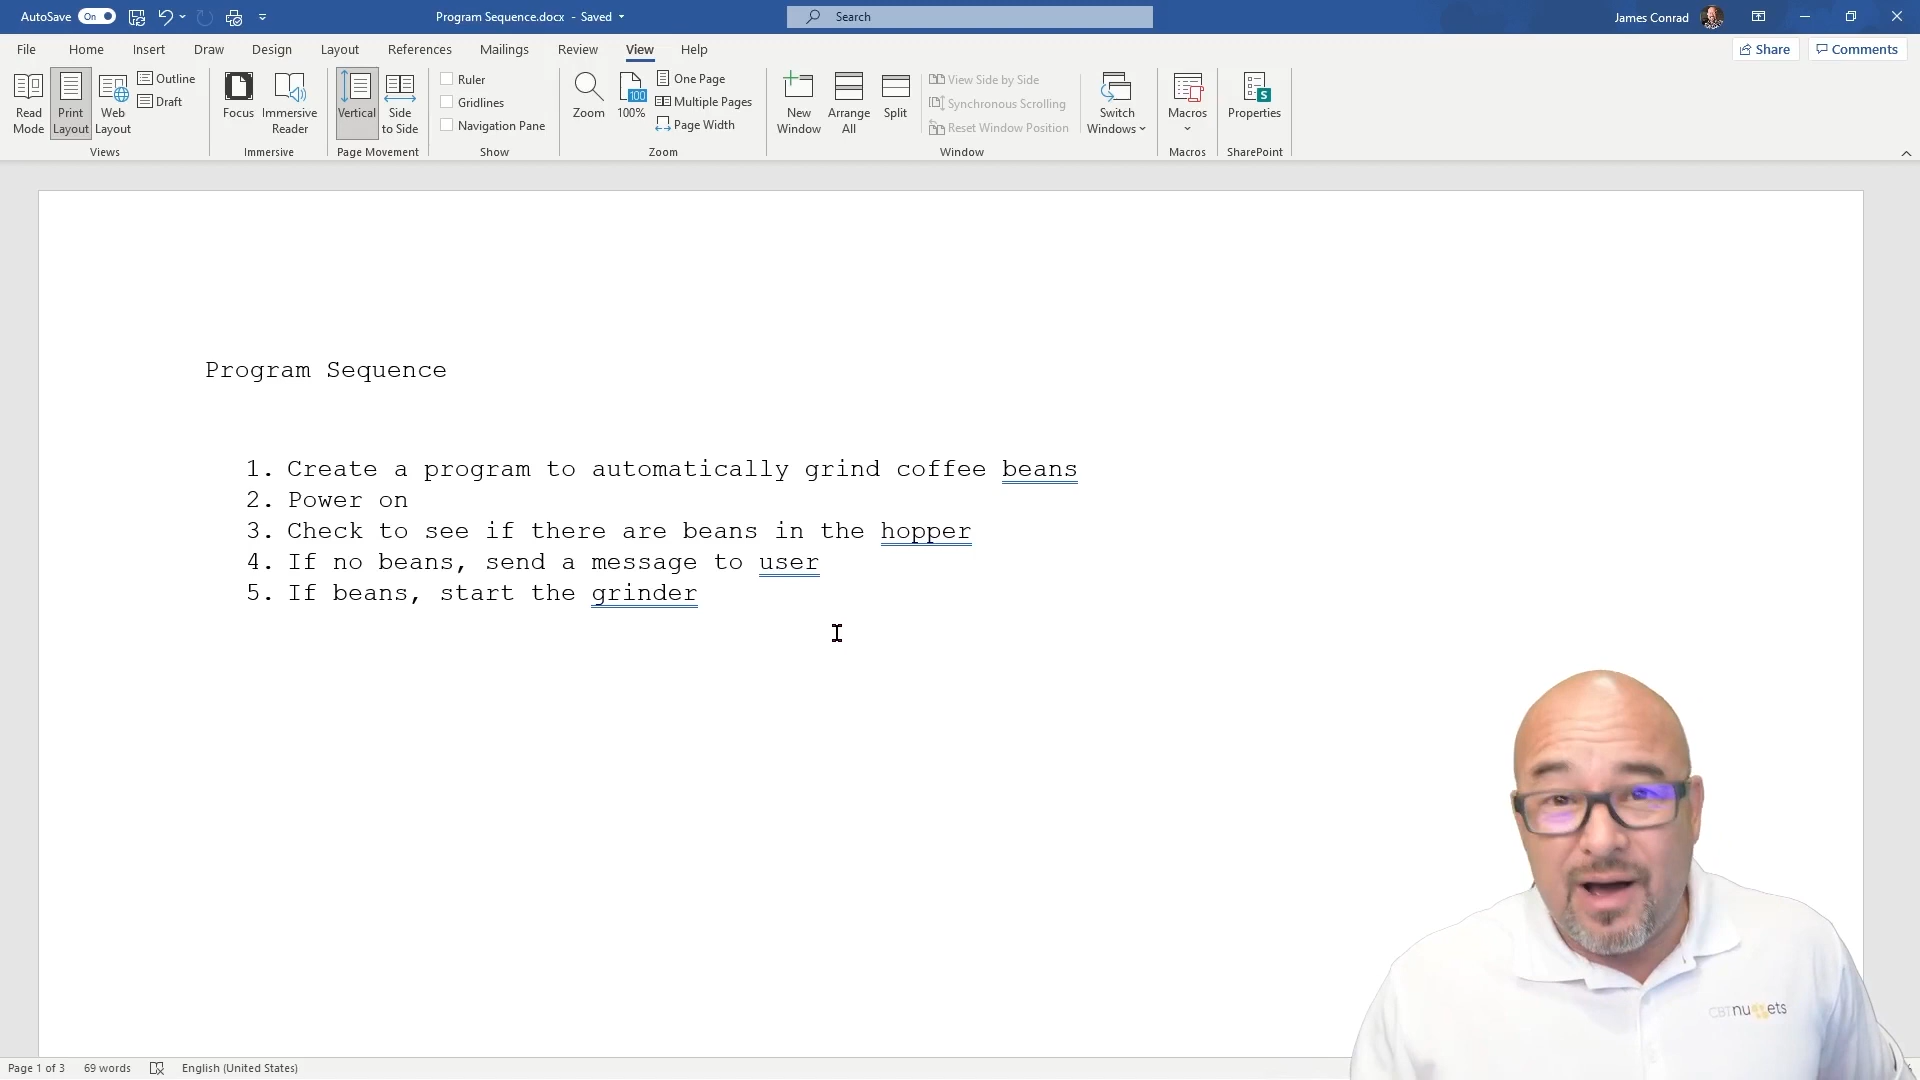 AutoSave On Program Sequence.docx - Saved Search James Conrad
File Home Insert Draw Design Layout References Mailings Review View Help Share Comments
Read Mode
Print Layout
Web Layout
Outline
Draft
Views
Focus
Immersive Reader
Immersive
Vertical
Side to Side
Page Movement
Ruler
Gridlines
Navigation Pane
Show
Zoom
100
100%
One Page
Multiple Pages
Page Width
Zoom
New Window
Arrange All
Split
View Side by Side
Synchronous Scrolling
Reset Window Position
Switch Windows
Window
Macros
Macros
S
Properties
SharePoint
Program Sequence
1. Create a program to automatically grind coffee beans
2. Power on
3. Check to see if there are beans in the hopper
4. If no beans, send a message to user
5. If beans, start the grinder
CBTnuggets
Page 1 of 3 69 words English (United States)